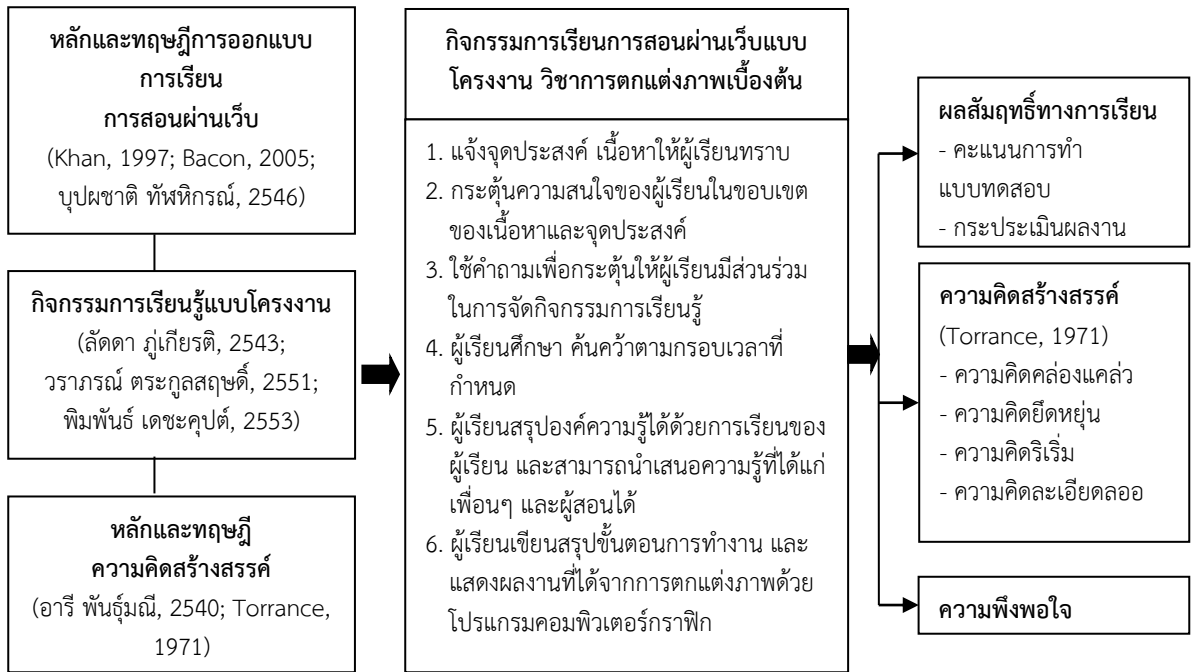 หลักและทฤษฎีการออกแบบ
การเรียน
การสอนผ่านเว็บ
(Khan, 1997; Bacon, 2005;
บุปผชาติ ทัฬหิกรณ์, 2546)
กิจกรรมการเรียนรู้แบบโครงงาน
(ลัดดา ภู่เกียรติ, 2543;
วราภรณ์ ตระกูลสฤษดิ์, 2551;
พิมพันธ์ เดชะคุปต์, 2553)
หลักและทฤษฎี
ความคิดสร้างสรรค์
(อารี พันธุ์มณี, 2540; Torrance,
1971)
กิจกรรมการเรียนการสอนผ่านเว็บแบบ
โครงงาน วิชาการตกแต่งภาพเบื้องต้น
1. แจ้งจุดประสงค์ เนื้อหาให้ผู้เรียนทราบ
2. กระตุ้นความสนใจของผู้เรียนในขอบเขต
ของเนื้อหาและจุดประสงค์
3. ใช้คำถามเพื่อกระตุ้นให้ผู้เรียนมีส่วนร่วม
ในการจัดกิจกรรมการเรียนรู้
4. ผู้เรียนศึกษา ค้นคว้าตามกรอบเวลาที่
กำหนด
5. ผู้เรียนสรุปองค์ความรู้ได้ด้วยการเรียนของ
ผู้เรียน และสามารถนำเสนอความรู้ที่ได้แก่
เพื่อนๆ และผู้สอนได้
6. ผู้เรียนเขียนสรุปขั้นตอนการทำงาน และ
แสดงผลงานที่ได้จากการตกแต่งภาพด้วย
โปรแกรมคอมพิวเตอร์กราฟิก
ผลสัมฤทธิ์ทางการเรียน
- คะแนนการทำ
แบบทดสอบ
- กระประเมินผลงาน
ความคิดสร้างสรรค์
(Torrance, 1971)
- ความคิดคล่องแคล่ว
- ความคิดยืดหยุ่น
- ความคิดริเริ่ม
- ความคิดละเอียดลออ
ความพึงพอใจ